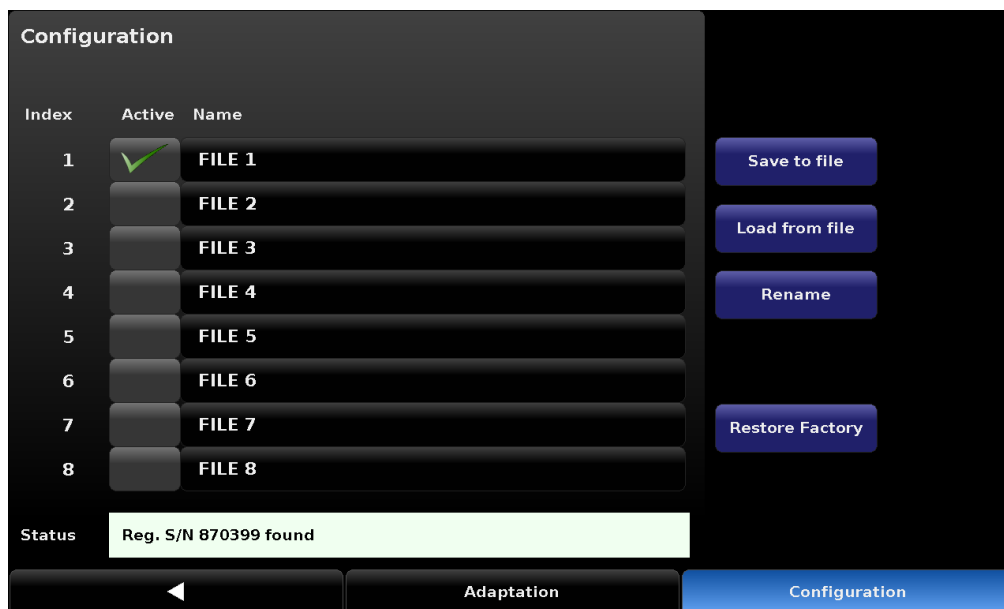 Configuration
Index Active Name
1 FILE 1 Save to file
2 FILE 2
Load from file
3 FILE 3
4 FILE 4 Rename
5 FILE 5
6 FILE 6
7 FILE 7 Restore Factory
8 FILE 8
Status Reg. S/N 870399 found
Adaptation Configuration